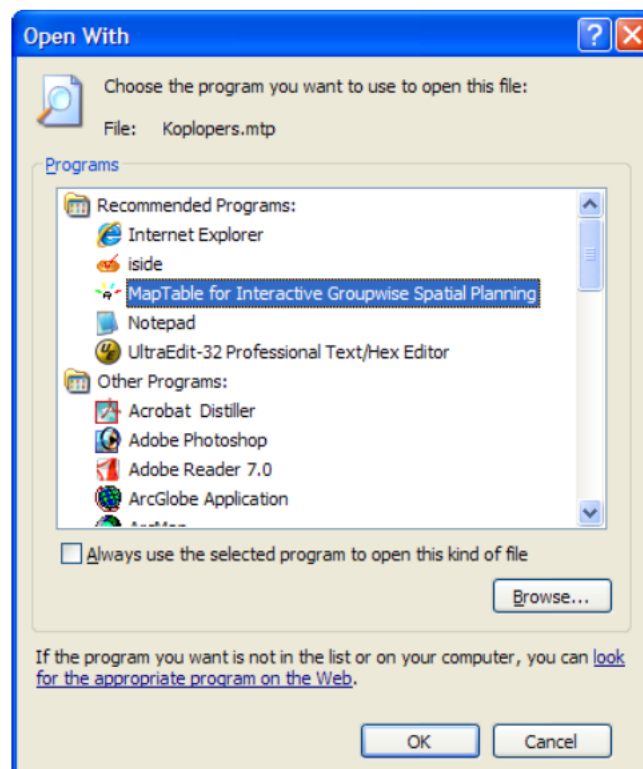 Open With
Choose the program you want to use to open this file:
File: Koplopers.mtp
Programs
Recommended Programs:
Internet Explorer
iside
MapTable for Interactive Groupwise Spatial Planning
Notepad
UltraEdit-32 Professional Text/Hex Editor
Other Programs:
Acrobat Distiller
Adobe Photoshop
Adobe Reader 7.0
ArcGlobe Application
Always use the selected program to open this kind of file
Browse...
If the program you want is not in the list or on your computer, you can look
for the appropriate program on the Web.
OK Cancel